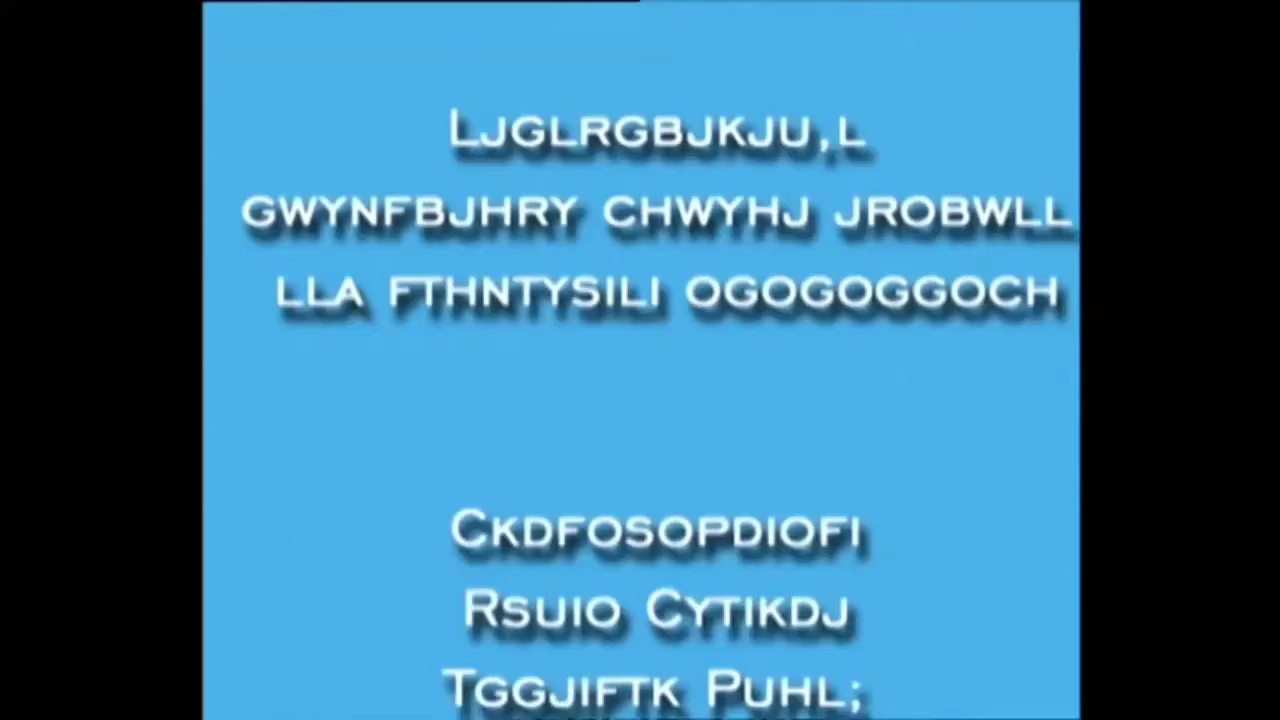 Ljglrgbjkju,l
gwynfbjhry chwyhj jrobwll
lla fthntysili ogogoggoch
Ckdfosopdiofi
Rsuio Cytikdj
Tggjiftk Puhl;